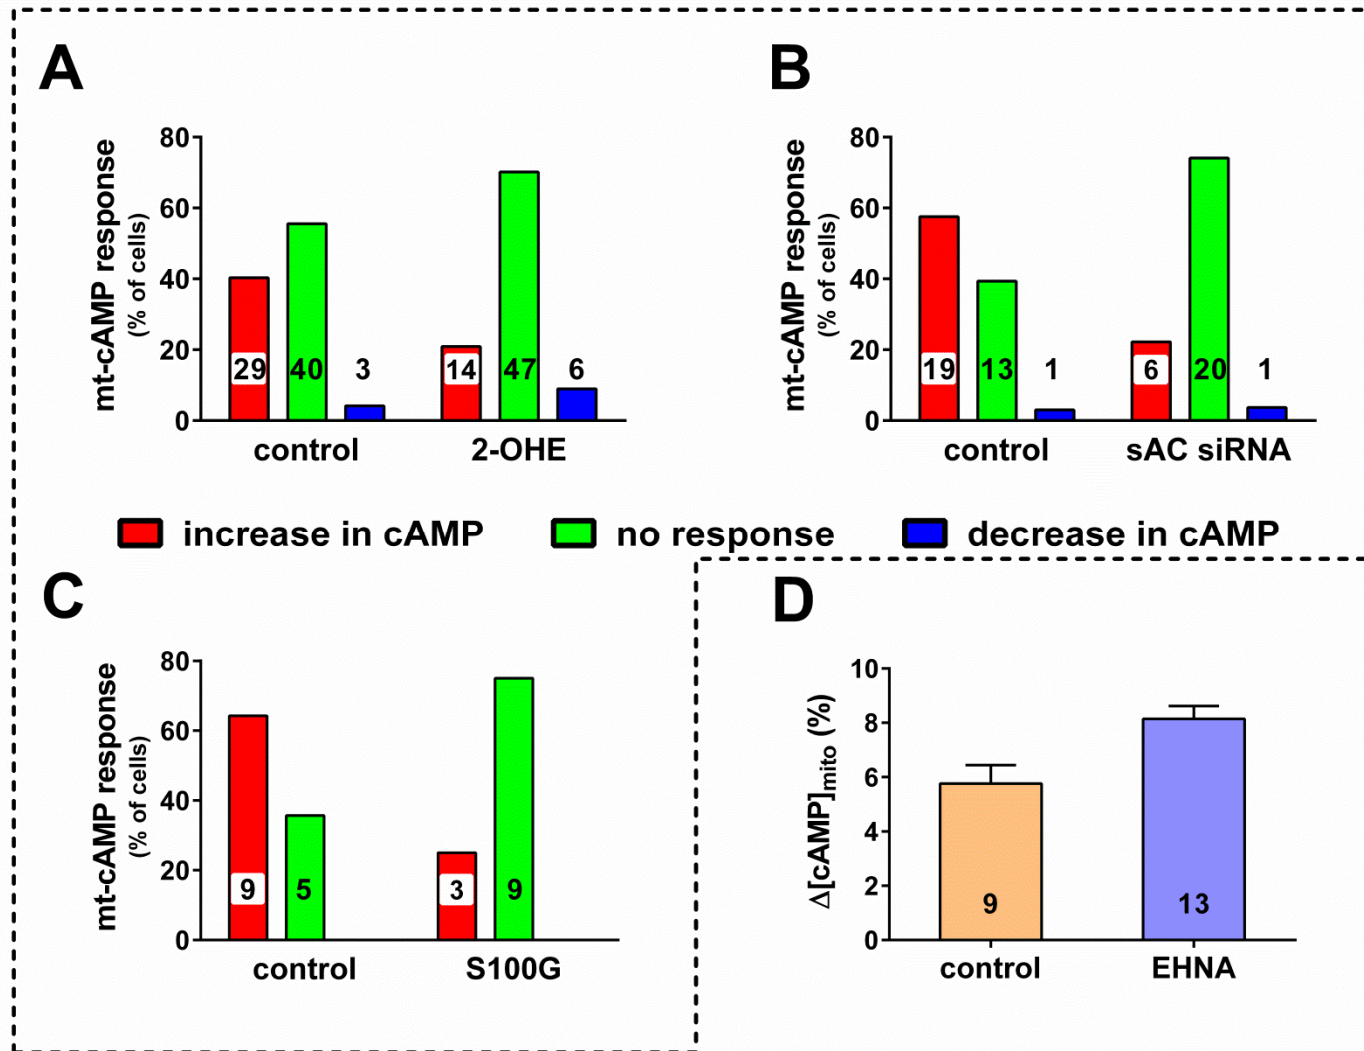 A
mt-cAMP response
(% of cells)
80
60
40
20
0
29
40
3
14
47
6
control
2-OHE
B
mt-cAMP response
(% of cells)
80
60
40
20
0
19
13
1
6
20
1
control
sAC siRNA
increase in cAMP
no response
decrease in cAMP
C
mt-cAMP response
(% of cells)
80
60
40
20
0
9
5
3
9
control
S100G
D
Δ[cAMP]mito (%)
10
8
6
4
2
0
9
13
control
EHNA